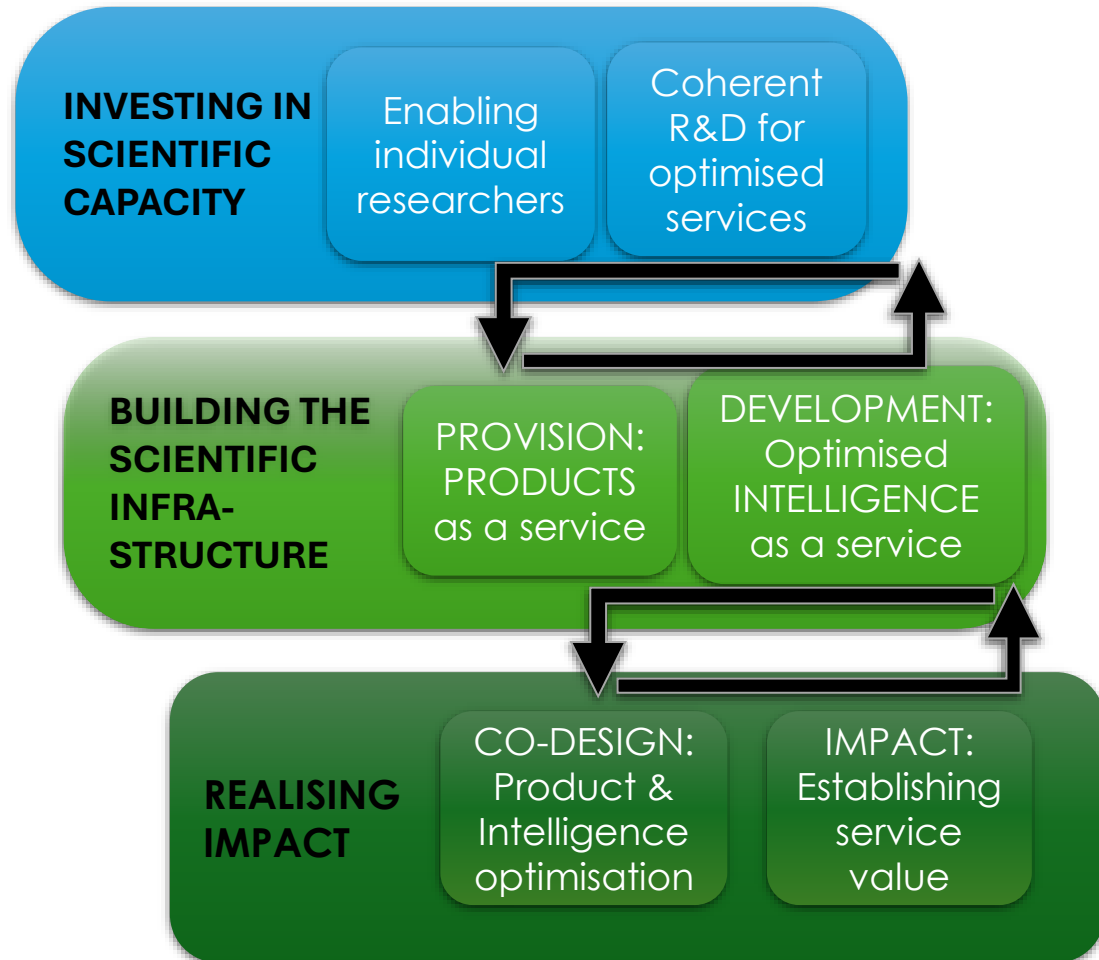 INVESTING IN
SCIENTIFIC
CAPACITY
Enabling
individual
researchers
Coherent
R&D for
optimised
services
BUILDING THE
SCIENTIFIC
INFRA-
STRUCTURE
PROVISION:
PRODUCTS
as a service
DEVELOPMENT:
Optimised
INTELLIGENCE
as a service
REALISING
IMPACT
CO-DESIGN:
Product &
Intelligence
optimisation
IMPACT:
Establishing
service
value